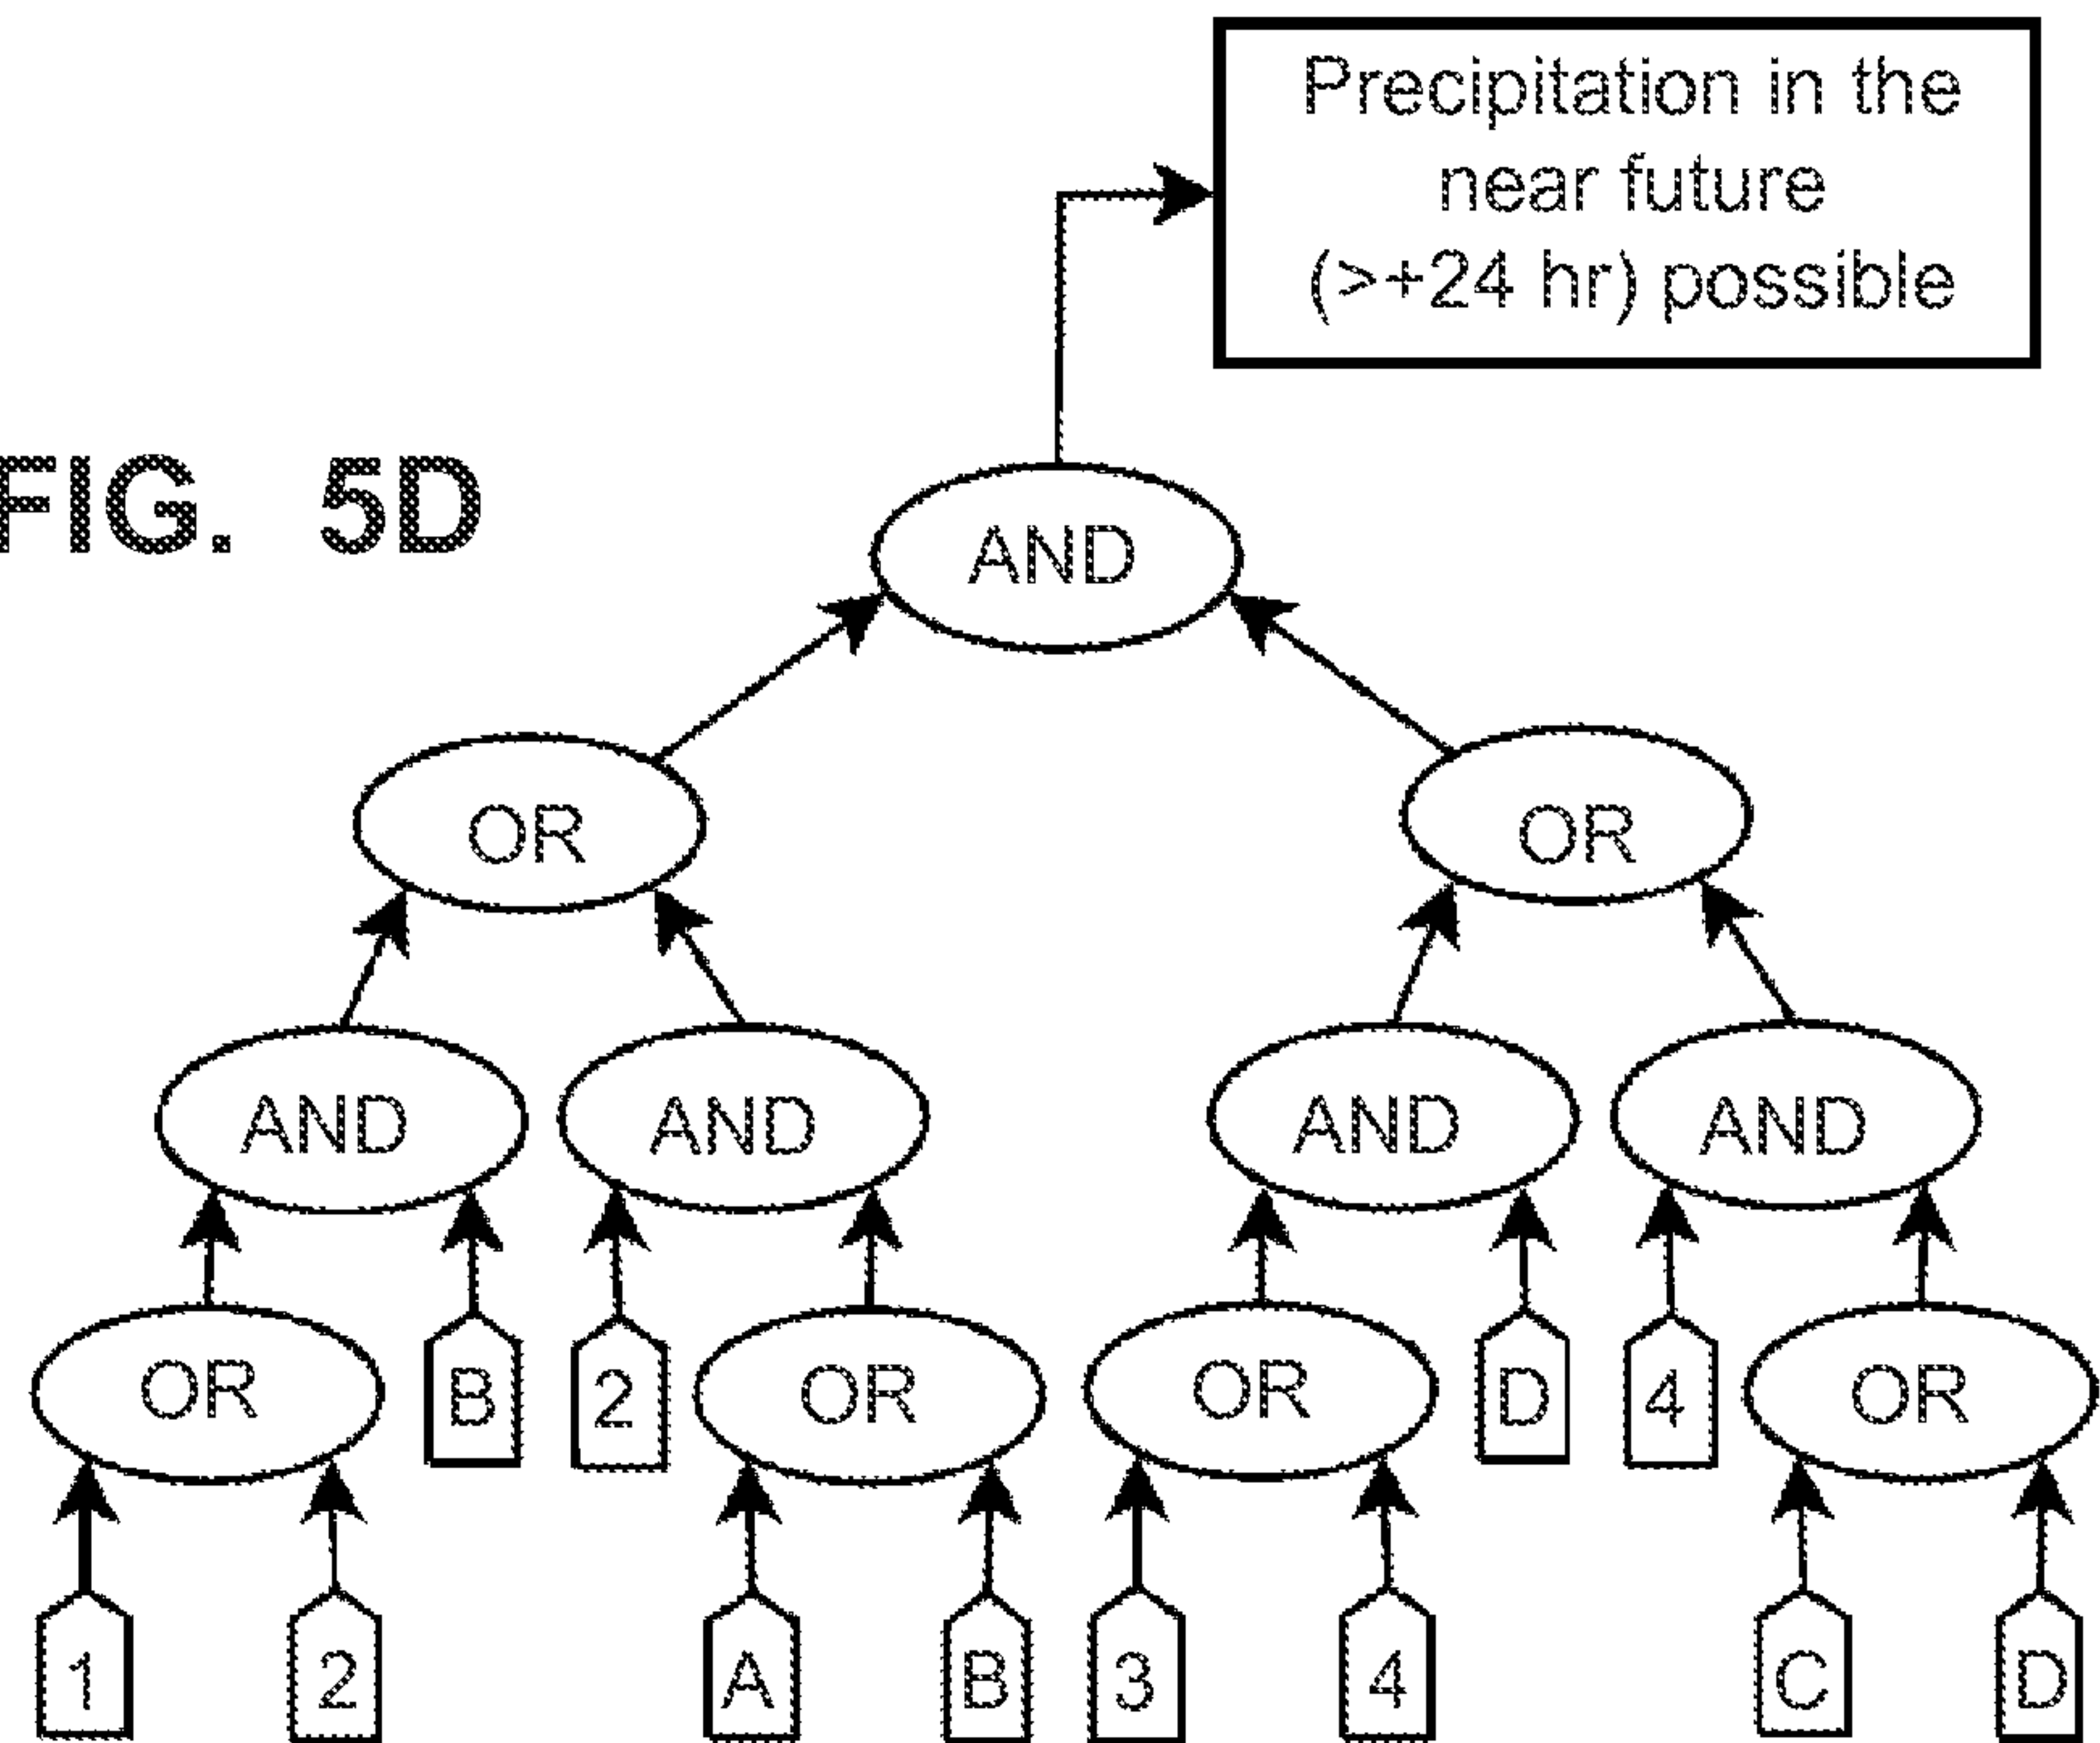 Precipitation in the
near future
(>+24 hr) possible
FIG. 5D
AND
OR
OR
AND
AND
AND
AND
OR
B
2
OR
OR
D
4
OR
1
2
A
B
3
4
C
D